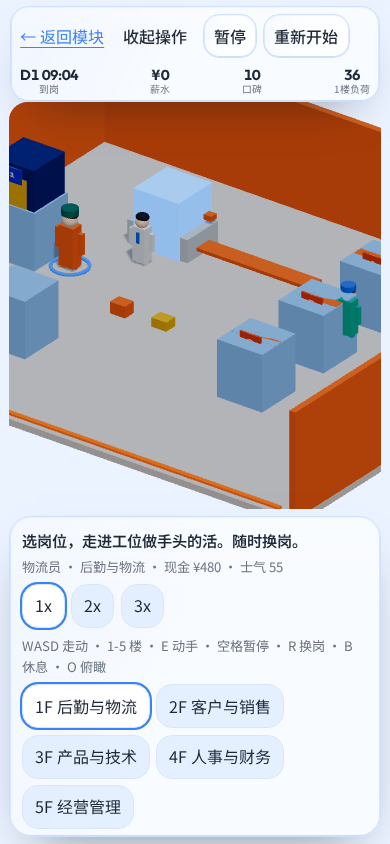 ← 返回模块 收起操作 暂停 重新开始
D1 09:04 ¥0 10 36
到岗 薪水 口碑 1楼负荷
选岗位，走进工位做手头的活。随时换岗。
物流员 • 后勤与物流 • 现金 ¥480 • 士气 55
1x 2x 3x
WASD 走动 • 1-5 楼 • E 动手 • 空格暂停 • R 换岗 • B
休息 • O 俯瞰
1F 后勤与物流 2F 客户与销售
3F 产品与技术 4F 人事与财务
5F 经营管理